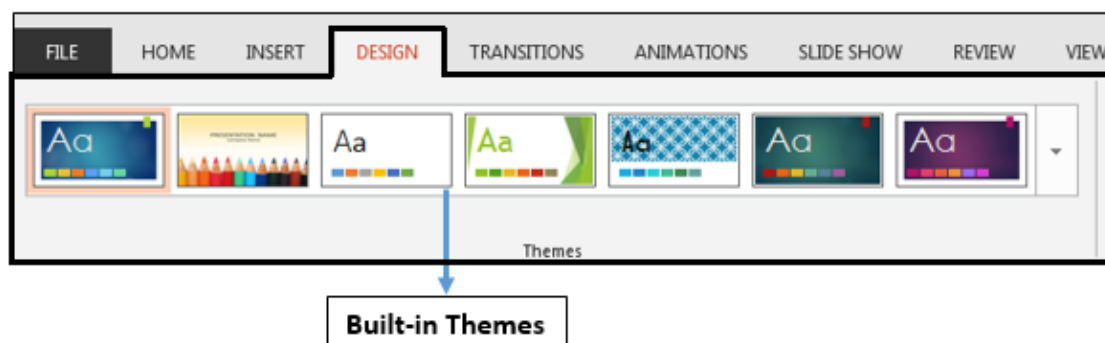 FILE HOME INSERT DESIGN TRANSITIONS ANIMATIONS SLIDE SHOW REVIEW VIEW
PRESENTATION NAME
Aa Aa Aa Aa Aa Aa
Themes
Built-in Themes